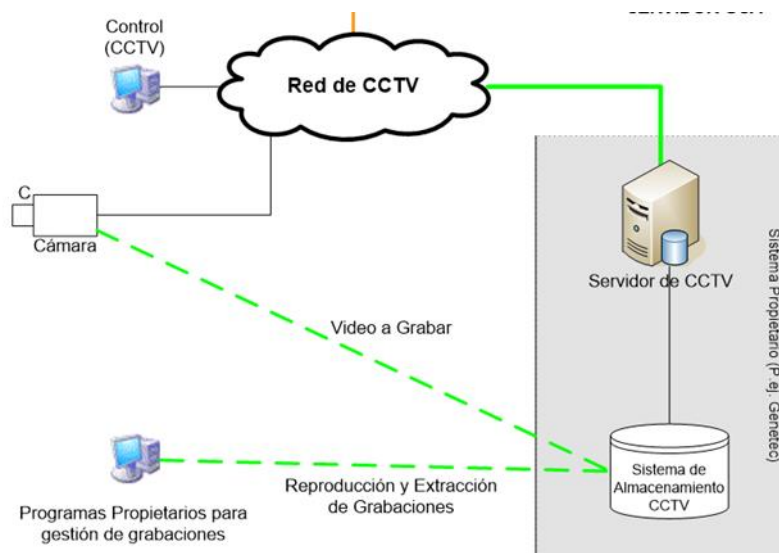 Control
(CCTV)
Red de CCTV
C
Cámara
Servidor de CCTV
Sistema Propietario (P.ej. Genetec)
Video a Grabar
Reproducción y Extracción
de Grabaciones
Sistema de
Almacenamiento
CCTV
Programas Propietarios para
gestión de grabaciones